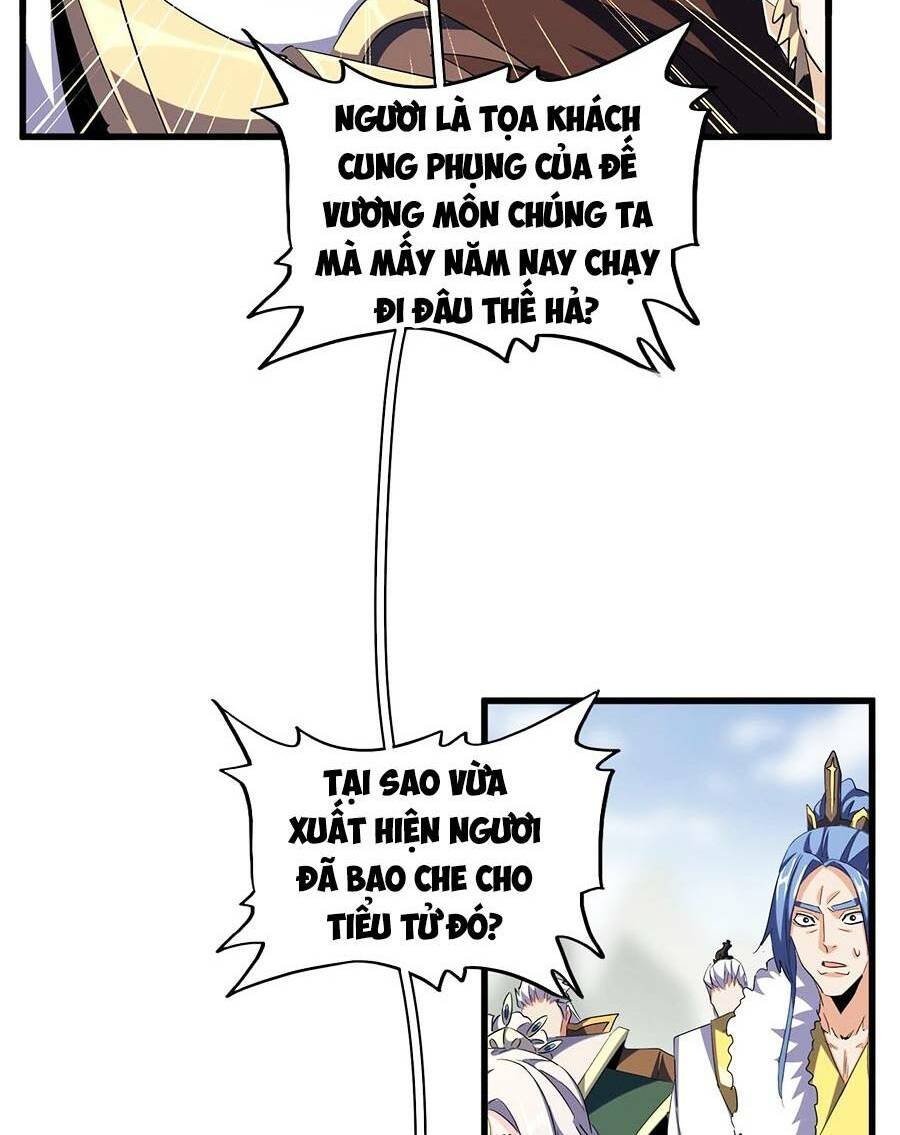 NGƯƠI LÀ TỌA KHÁCH
CUNG PHỤNG CỦA ĐẾ
VƯƠNG MÔN CHÚNG TA
MÀ MẤY NĂM NAY CHẠY
ĐI ĐÂU THẾ HẢ?
TẠI SAO VỪA
XUẤT HIỆN NGƯƠI
ĐÃ BAO CHE CHO
TIỂU TỬ ĐÓ?